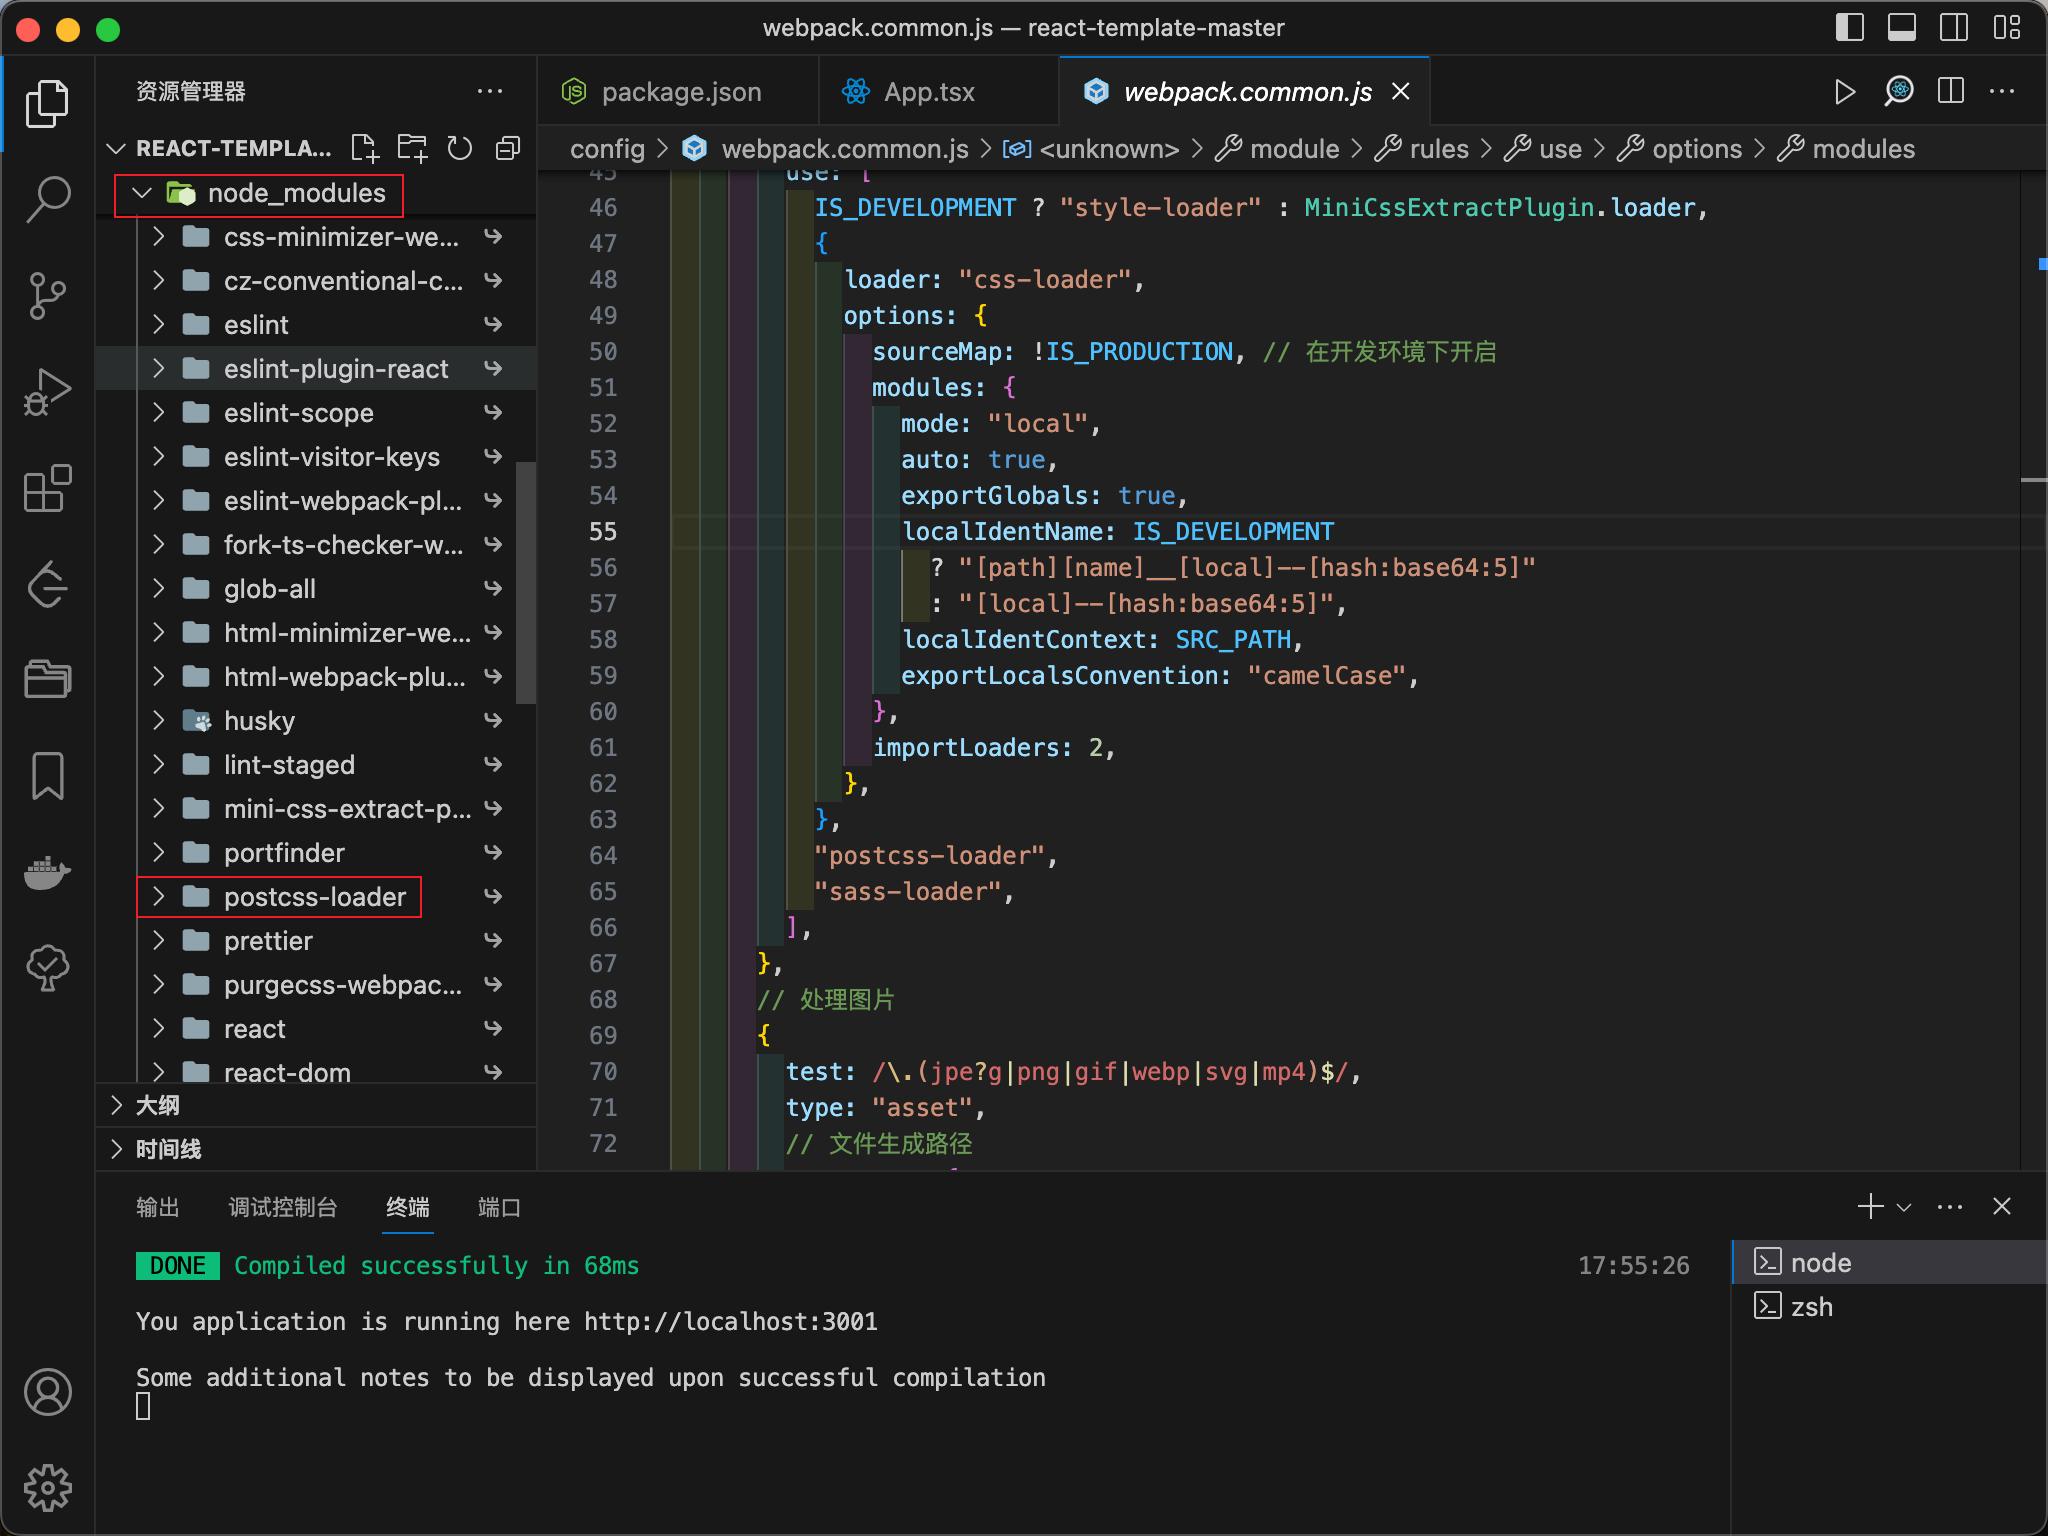 webpack.common.js — react-template-master
资源管理器
REACT-TEMPLA...
node_modules
css-minimizer-we...
cz-conventional-c...
eslint
eslint-plugin-react
eslint-scope
eslint-visitor-keys
eslint-webpack-pl...
fork-ts-checker-w...
glob-all
html-minimizer-we...
html-webpack-plu...
husky
lint-staged
mini-css-extract-p...
portfinder
postcss-loader
prettier
purgecss-webpac...
react
react-dom
大纲
时间线
package.json
App.tsx
webpack.common.js
config > webpack.common.js > <unknown> > module > rules > use > options > modules
45 use: [
46 IS_DEVELOPMENT ? "style-loader" : MiniCssExtractPlugin.loader,
47 {
48 loader: "css-loader",
49 options: {
50 sourceMap: !IS_PRODUCTION, // 在开发环境下开启
51 modules: {
52 mode: "local",
53 auto: true,
54 exportGlobals: true,
55 localIdentName: IS_DEVELOPMENT
56 ? "[path][name]__[local]--[hash:base64:5]"
57 : "[local]--[hash:base64:5]",
58 localIdentContext: SRC_PATH,
59 exportLocalsConvention: "camelCase",
60 },
61 importLoaders: 2,
62 },
63 },
64 "postcss-loader",
65 "sass-loader",
66 ],
67 },
68 // 处理图片
69 {
70 test: /\.(jpe?g|png|gif|webp|svg|mp4)$/,
71 type: "asset",
72 // 文件生成路径
输出
调试控制台
终端
端口
DONE Compiled successfully in 68ms 17:55:26
You application is running here http://localhost:3001
Some additional notes to be displayed upon successful compilation
node
zsh